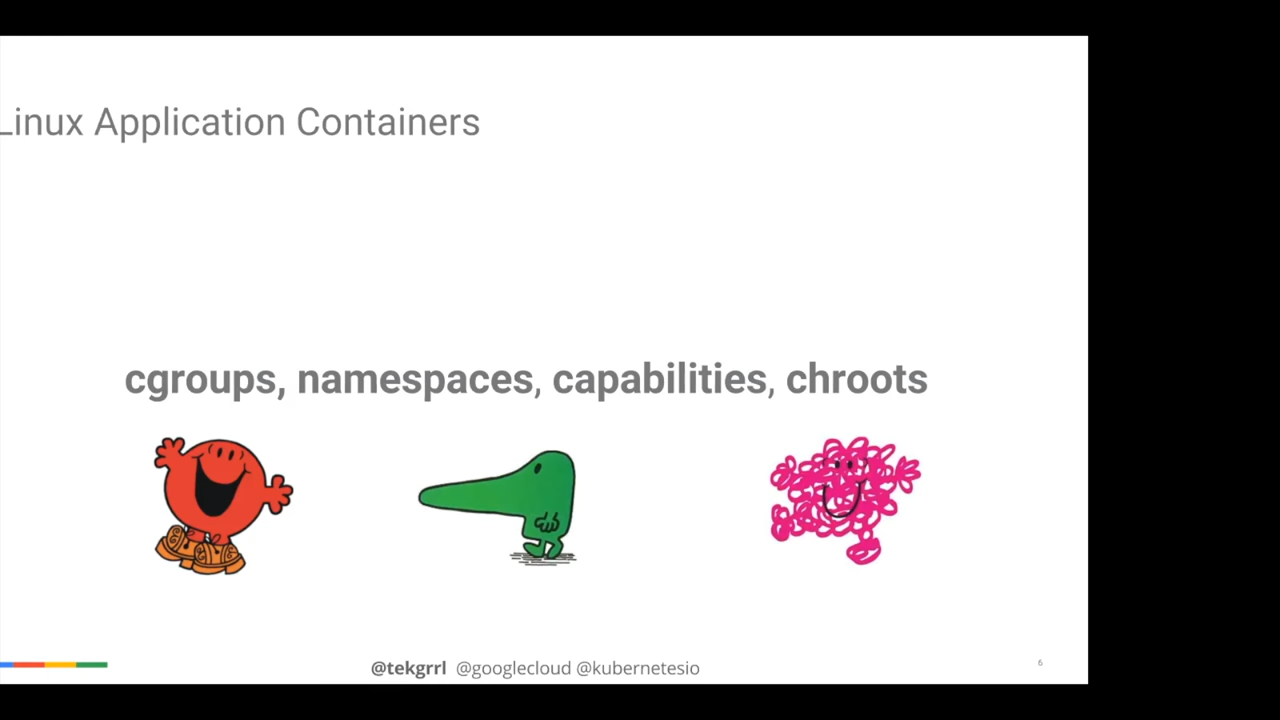 Linux Application Containers
cgroups, namespaces, capabilities, chroots
@tekgrrl @googlecloud @kubernetesio
6